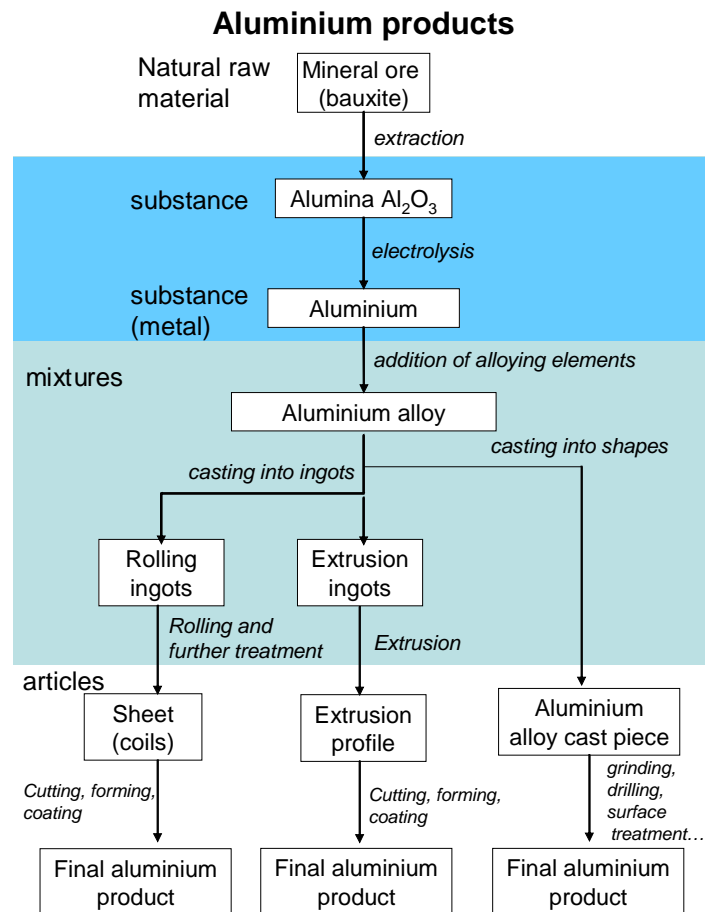 Aluminium products
Natural raw
material
Mineral ore
(bauxite)
extraction
substance
Alumina Al₂O₃
electrolysis
substance
(metal)
Aluminium
addition of alloying elements
mixtures
Aluminium alloy
casting into shapes
casting into ingots
Rolling
ingots
Extrusion
ingots
Rolling and
further treatment
Extrusion
articles
Sheet
(coils)
Extrusion
profile
Aluminium
alloy cast piece
Cutting, forming,
coating
Cutting, forming,
coating
grinding,
drilling,
surface
treatment…
Final aluminium
product
Final aluminium
product
Final aluminium
product